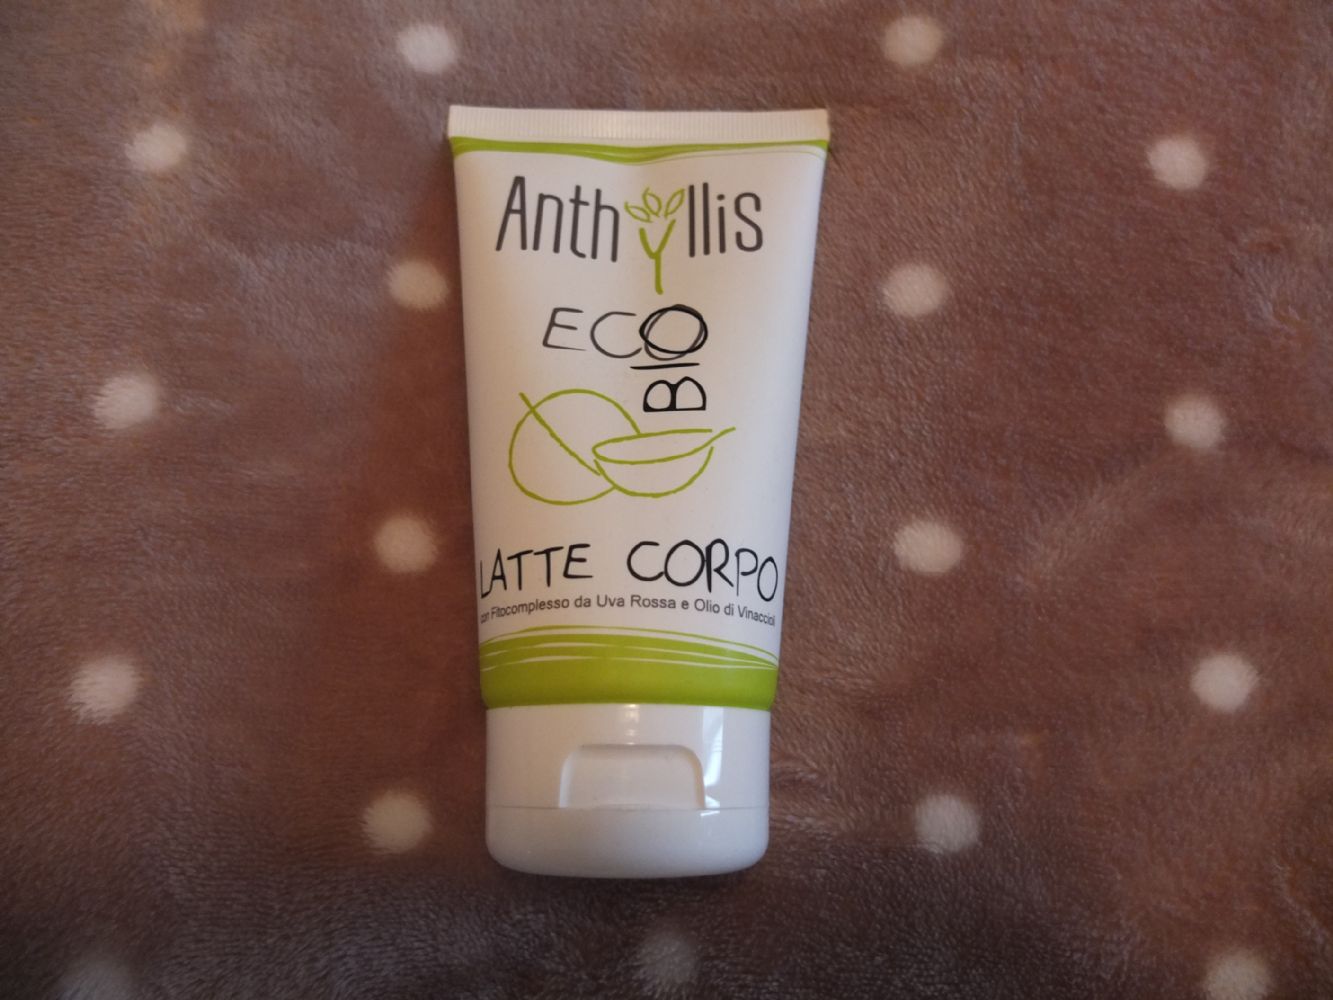 Anthyllis
ECO
BIO
LATTE CORPO
con Fitocomplesso da Uva Rossa e Olio di Vinaccioli